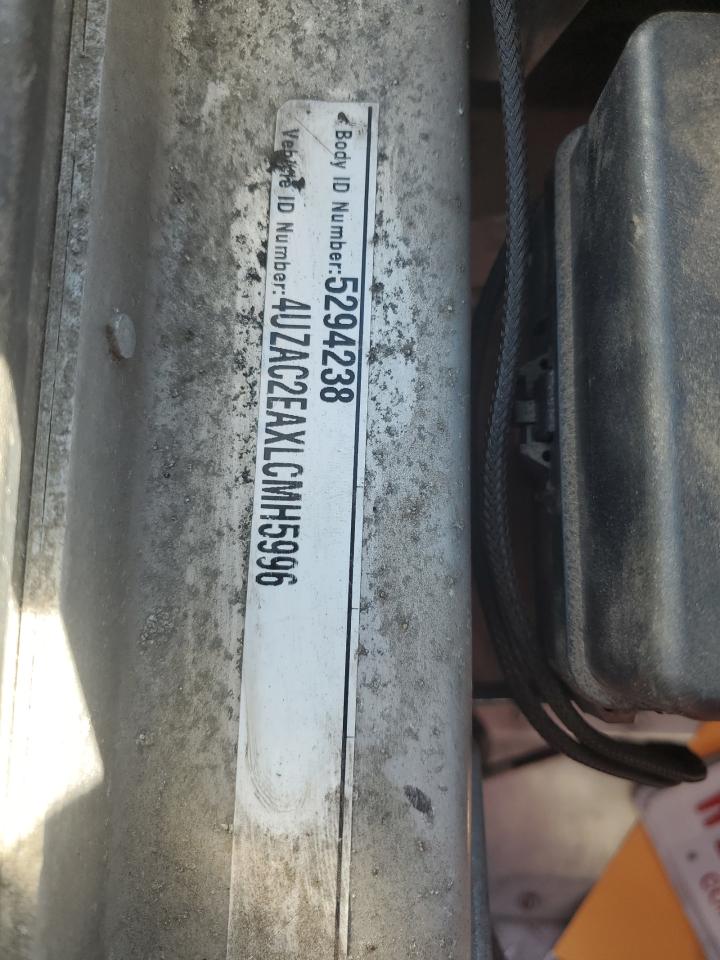 Body ID Number:5294238
Vehicle ID Number:4UZAC2EAXLCMH5996